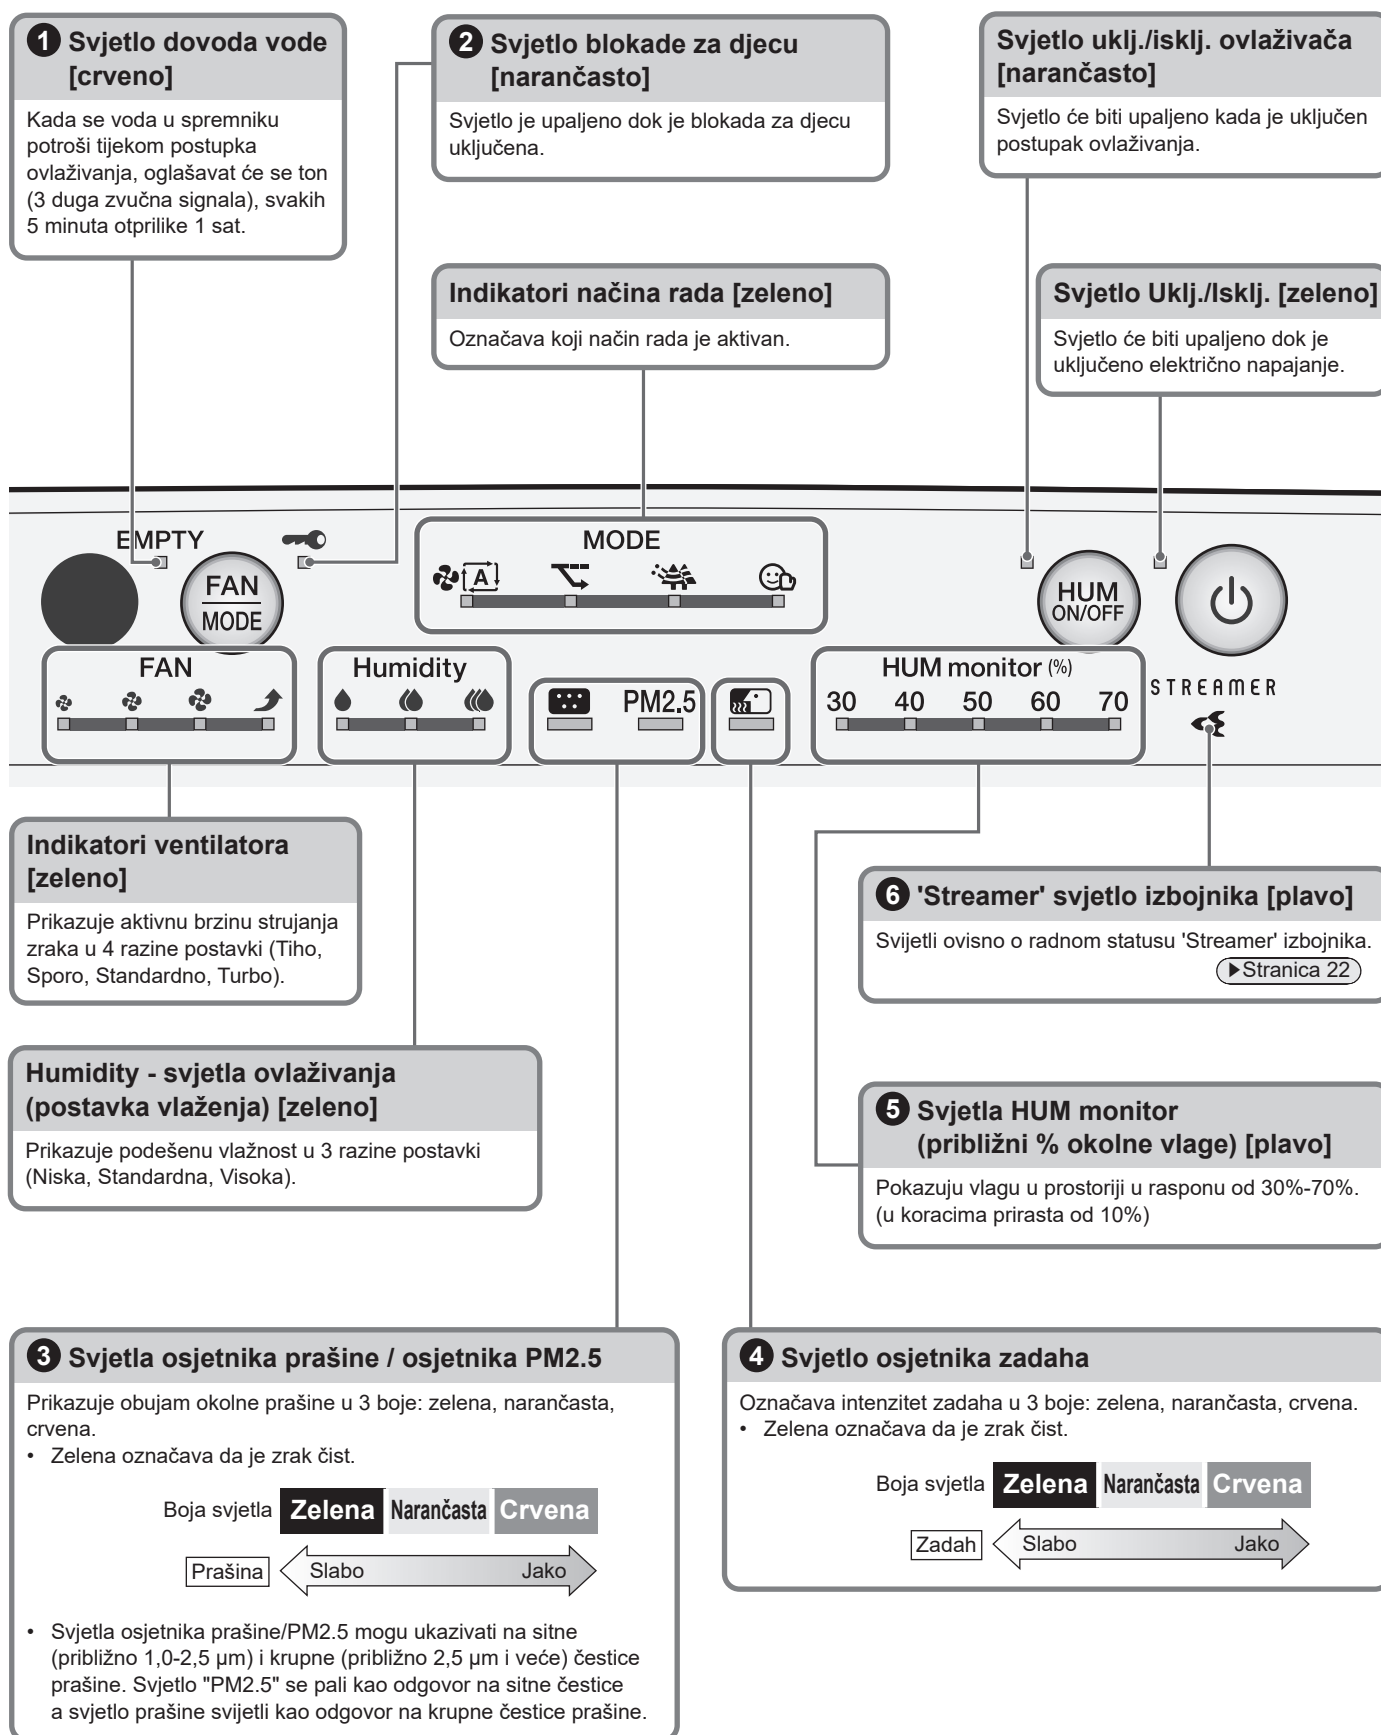 1 Svjetlo dovoda vode
[crveno]
Kada se voda u spremniku
potroši tijekom postupka
ovlaživanja, oglašavat će se ton
(3 duga zvučna signala), svakih
5 minuta otprilike 1 sat.
2 Svjetlo blokade za djecu
[narančasto]
Svjetlo je upaljeno dok je blokada za djecu
uključena.
Svjetlo uklj./isklj. ovlaživača
[narančasto]
Svjetlo će biti upaljeno kada je uključen
postupak ovlaživanja.
Indikatori načina rada [zeleno]
Označava koji način rada je aktivan.
Svjetlo Uklj./Isklj. [zeleno]
Svjetlo će biti upaljeno dok je
uključeno električno napajanje.
EMPTY
FAN
MODE
MODE
A
HUM
ON/OFF
FAN
Humidity
PM2.5
HUM monitor (%)
30 40 50 60 70
STREAMER
Indikatori ventilatora
[zeleno]
Prikazuje aktivnu brzinu strujanja
zraka u 4 razine postavki (Tiho,
Sporo, Standardno, Turbo).
6 'Streamer' svjetlo izbojnika [plavo]
Svijetli ovisno o radnom statusu 'Streamer' izbojnika.
▶Stranica 22
Humidity - svjetla ovlaživanja
(postavka vlaženja) [zeleno]
Prikazuje podešenu vlažnost u 3 razine postavki
(Niska, Standardna, Visoka).
5 Svjetla HUM monitor
(približni % okolne vlage) [plavo]
Pokazuju vlagu u prostoriji u rasponu od 30%-70%.
(u koracima prirasta od 10%)
3 Svjetla osjetnika prašine / osjetnika PM2.5
Prikazuje obujam okolne prašine u 3 boje: zelena, narančasta,
crvena.
• Zelena označava da je zrak čist.
Boja svjetla Zelena Narančasta Crvena
Prašina Slabo Jako
• Svjetla osjetnika prašine/PM2.5 mogu ukazivati na sitne
(približno 1,0-2,5 µm) i krupne (približno 2,5 µm i veće) čestice
prašine. Svjetlo "PM2.5" se pali kao odgovor na sitne čestice
a svjetlo prašine svijetli kao odgovor na krupne čestice prašine.
4 Svjetlo osjetnika zadaha
Označava intenzitet zadaha u 3 boje: zelena, narančasta, crvena.
• Zelena označava da je zrak čist.
Boja svjetla Zelena Narančasta Crvena
Zadah Slabo Jako